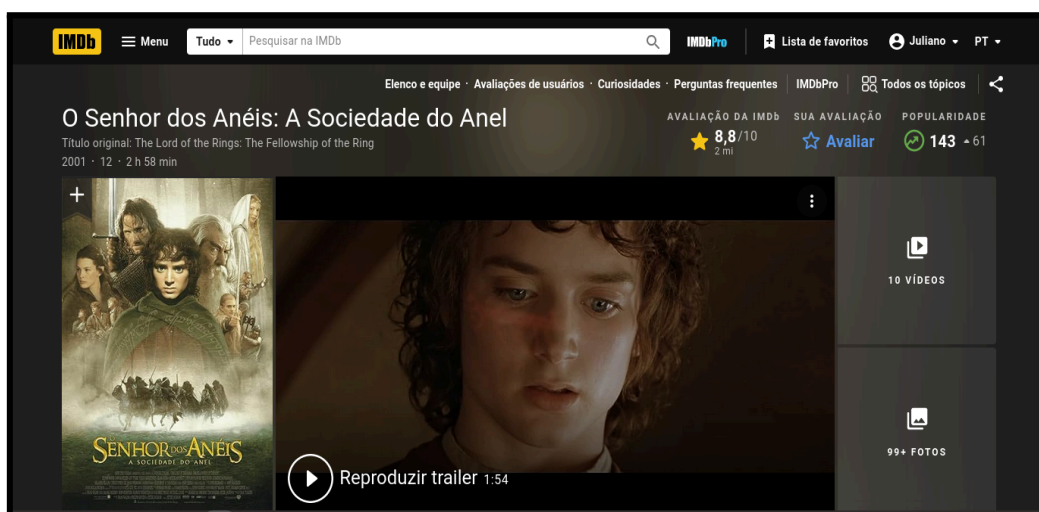 IMDb Menu Tudo Pesquisar na IMDb IMDbPro Lista de favoritos Juliano PT
Elenco e equipe · Avaliações de usuários · Curiosidades · Perguntas frequentes IMDbPro Todos os tópicos
O Senhor dos Anéis: A Sociedade do Anel
Título original: The Lord of the Rings: The Fellowship of the Ring
2001 · 12 · 2 h 58 min
AVALIAÇÃO DA IMDb SUA AVALIAÇÃO POPULARIDADE
8,8/10 Avaliar 143 61
2 mi
SENHOR DOS ANÉIS
A SOCIEDADE DO ANEL
Reproduzir trailer 1:54
10 VÍDEOS
99+ FOTOS